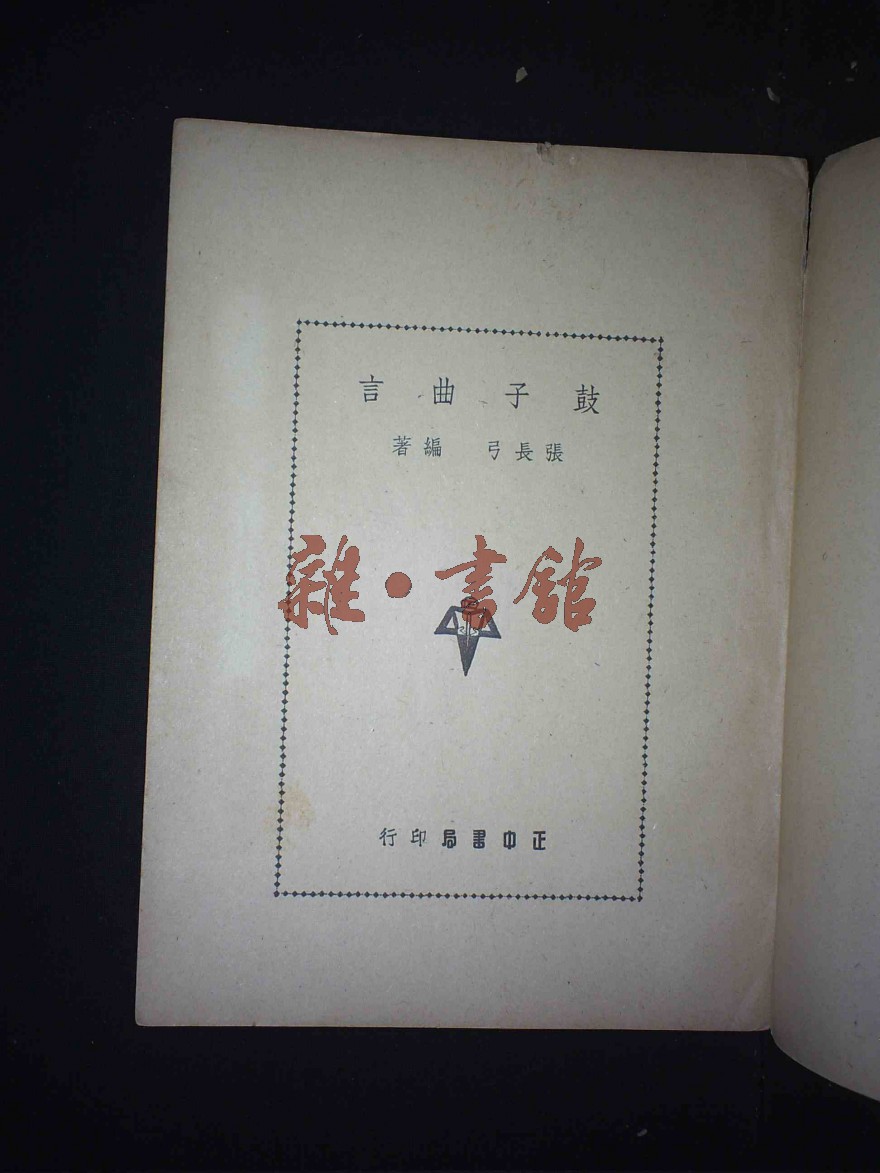 鼓子曲言
張長弓 編著
雜·書館
正中書局印行